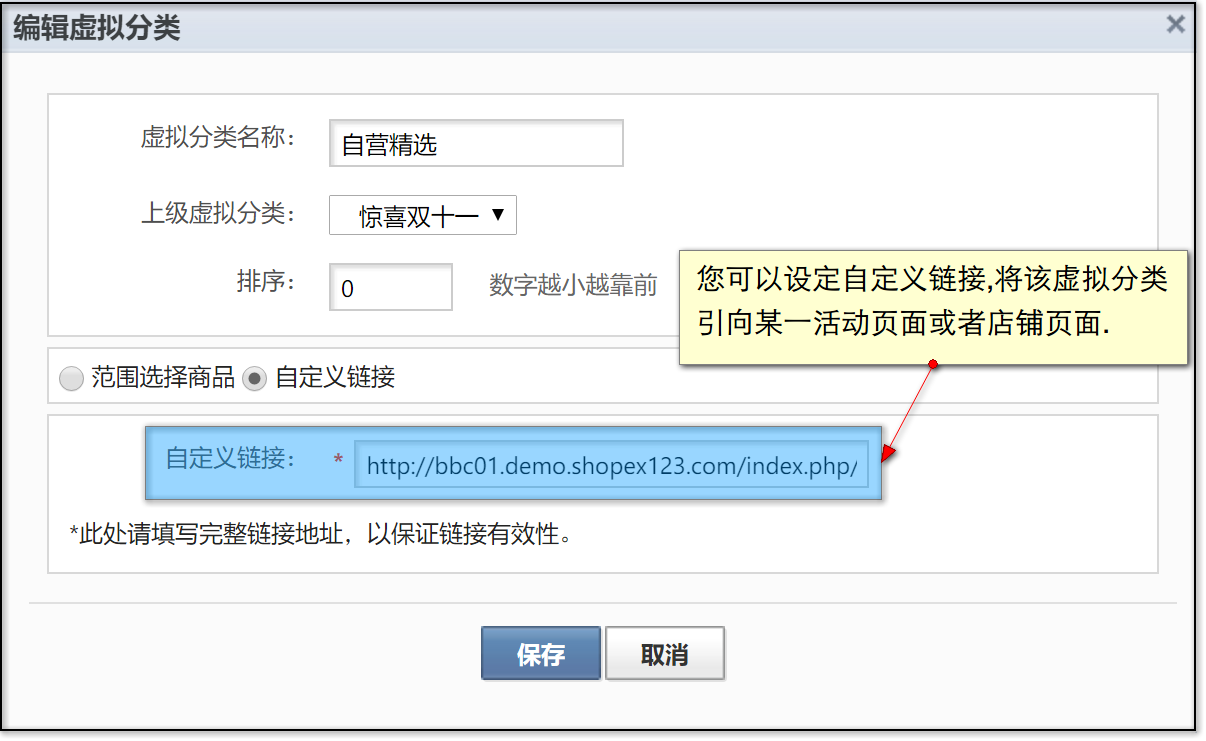 编辑虚拟分类 ×
虚拟分类名称： 自营精选
上级虚拟分类： 惊喜双十一 ▼
排序： 0 数字越小越靠前
您可以设定自定义链接,将该虚拟分类
引向某一活动页面或者店铺页面.
范围选择商品 自定义链接
自定义链接： * http://bbc01.demo.shopex123.com/index.php/
*此处请填写完整链接地址，以保证链接有效性。
保存 取消